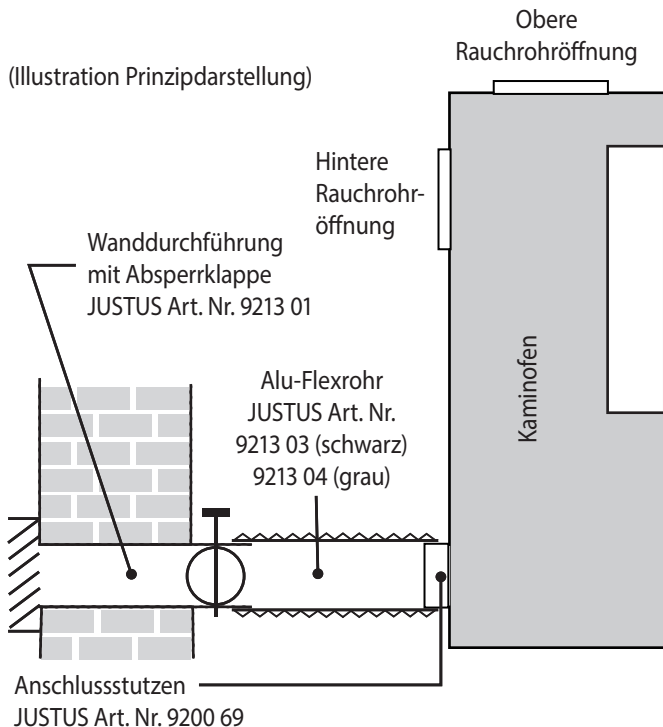 Obere
Rauchrohröffnung
(Illustration Prinzipdarstellung)
Hintere
Rauchrohr-
öffnung
Wanddurchführung
mit Absperrklappe
JUSTUS Art. Nr. 9213 01
Alu-Flexrohr
JUSTUS Art. Nr.
9213 03 (schwarz)
9213 04 (grau)
Kaminofen
Anschlussstutzen
JUSTUS Art. Nr. 9200 69